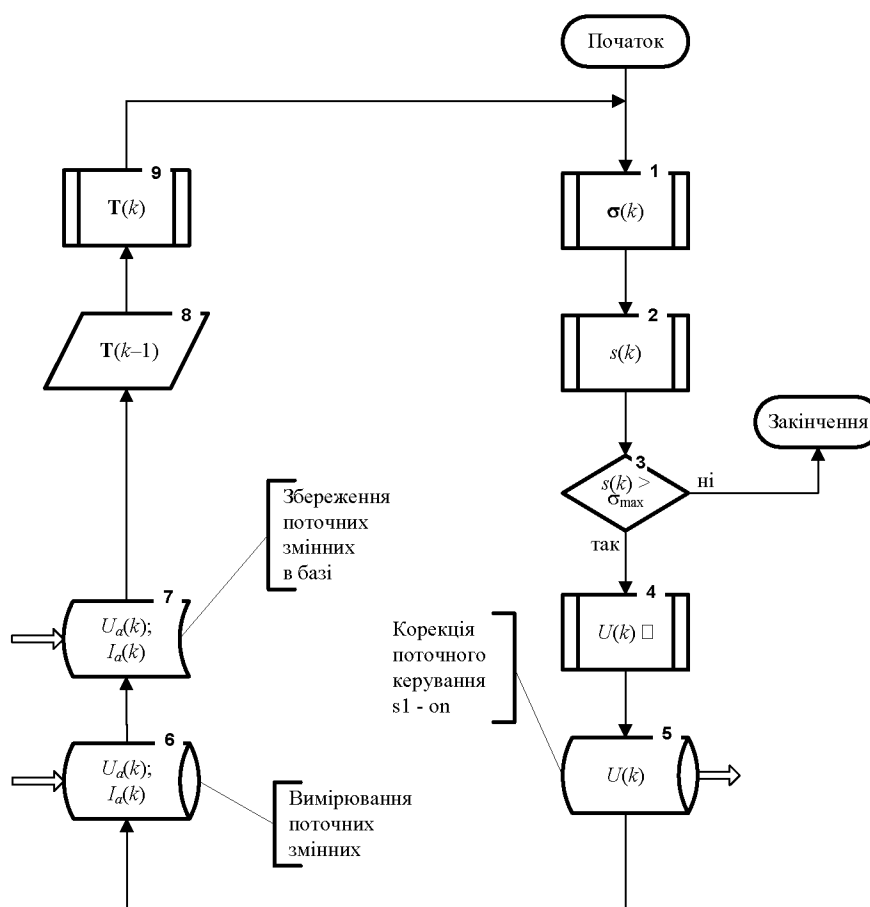 Початок
9
T(k)
1
σ(k)
8
T(k–1)
2
s(k)
Закінчення
3
s(k) >
σmax
ні
так
Збереження
поточних
змінних
в базі
7
Ua(k);
Ia(k)
4
U(k) □
Корекція
поточного
керування
s1 - on
6
Ua(k);
Ia(k)
5
U(k)
Вимірювання
поточних
змінних